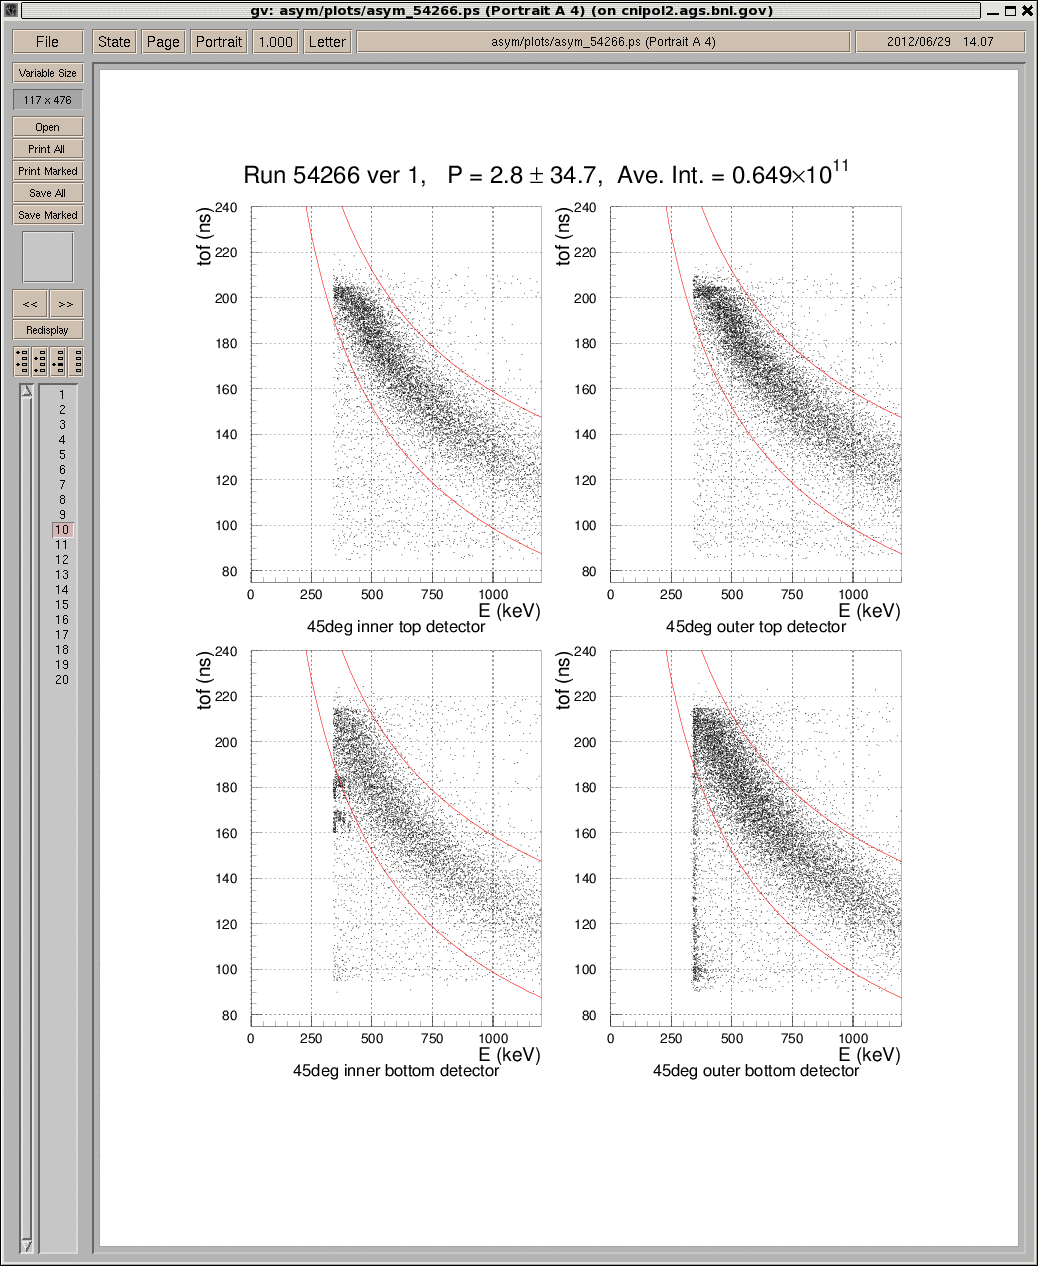 gv: asym/plots/asym_54266.ps (Portrait A 4) (on cnipol2.ags.bnl.gov)
File State Page Portrait 1.000 Letter asym/plots/asym_54266.ps (Portrait A 4) 2012/06/29 14.07
Variable Size
117 x 476
Open
Print All
Print Marked
Save All
Save Marked
<< >>
Redisplay
1
2
3
4
5
6
7
8
9
10
11
12
13
14
15
16
17
18
19
20
Run 54266 ver 1, P = 2.8 ± 34.7, Ave. Int. = 0.649×10¹¹
tof (ns)
240
220
200
180
160
140
120
100
80
0 250 500 750 1000
E (keV)
45deg inner top detector
tof (ns)
240
220
200
180
160
140
120
100
80
0 250 500 750 1000
E (keV)
45deg outer top detector
tof (ns)
240
220
200
180
160
140
120
100
80
0 250 500 750 1000
E (keV)
45deg inner bottom detector
tof (ns)
240
220
200
180
160
140
120
100
80
0 250 500 750 1000
E (keV)
45deg outer bottom detector